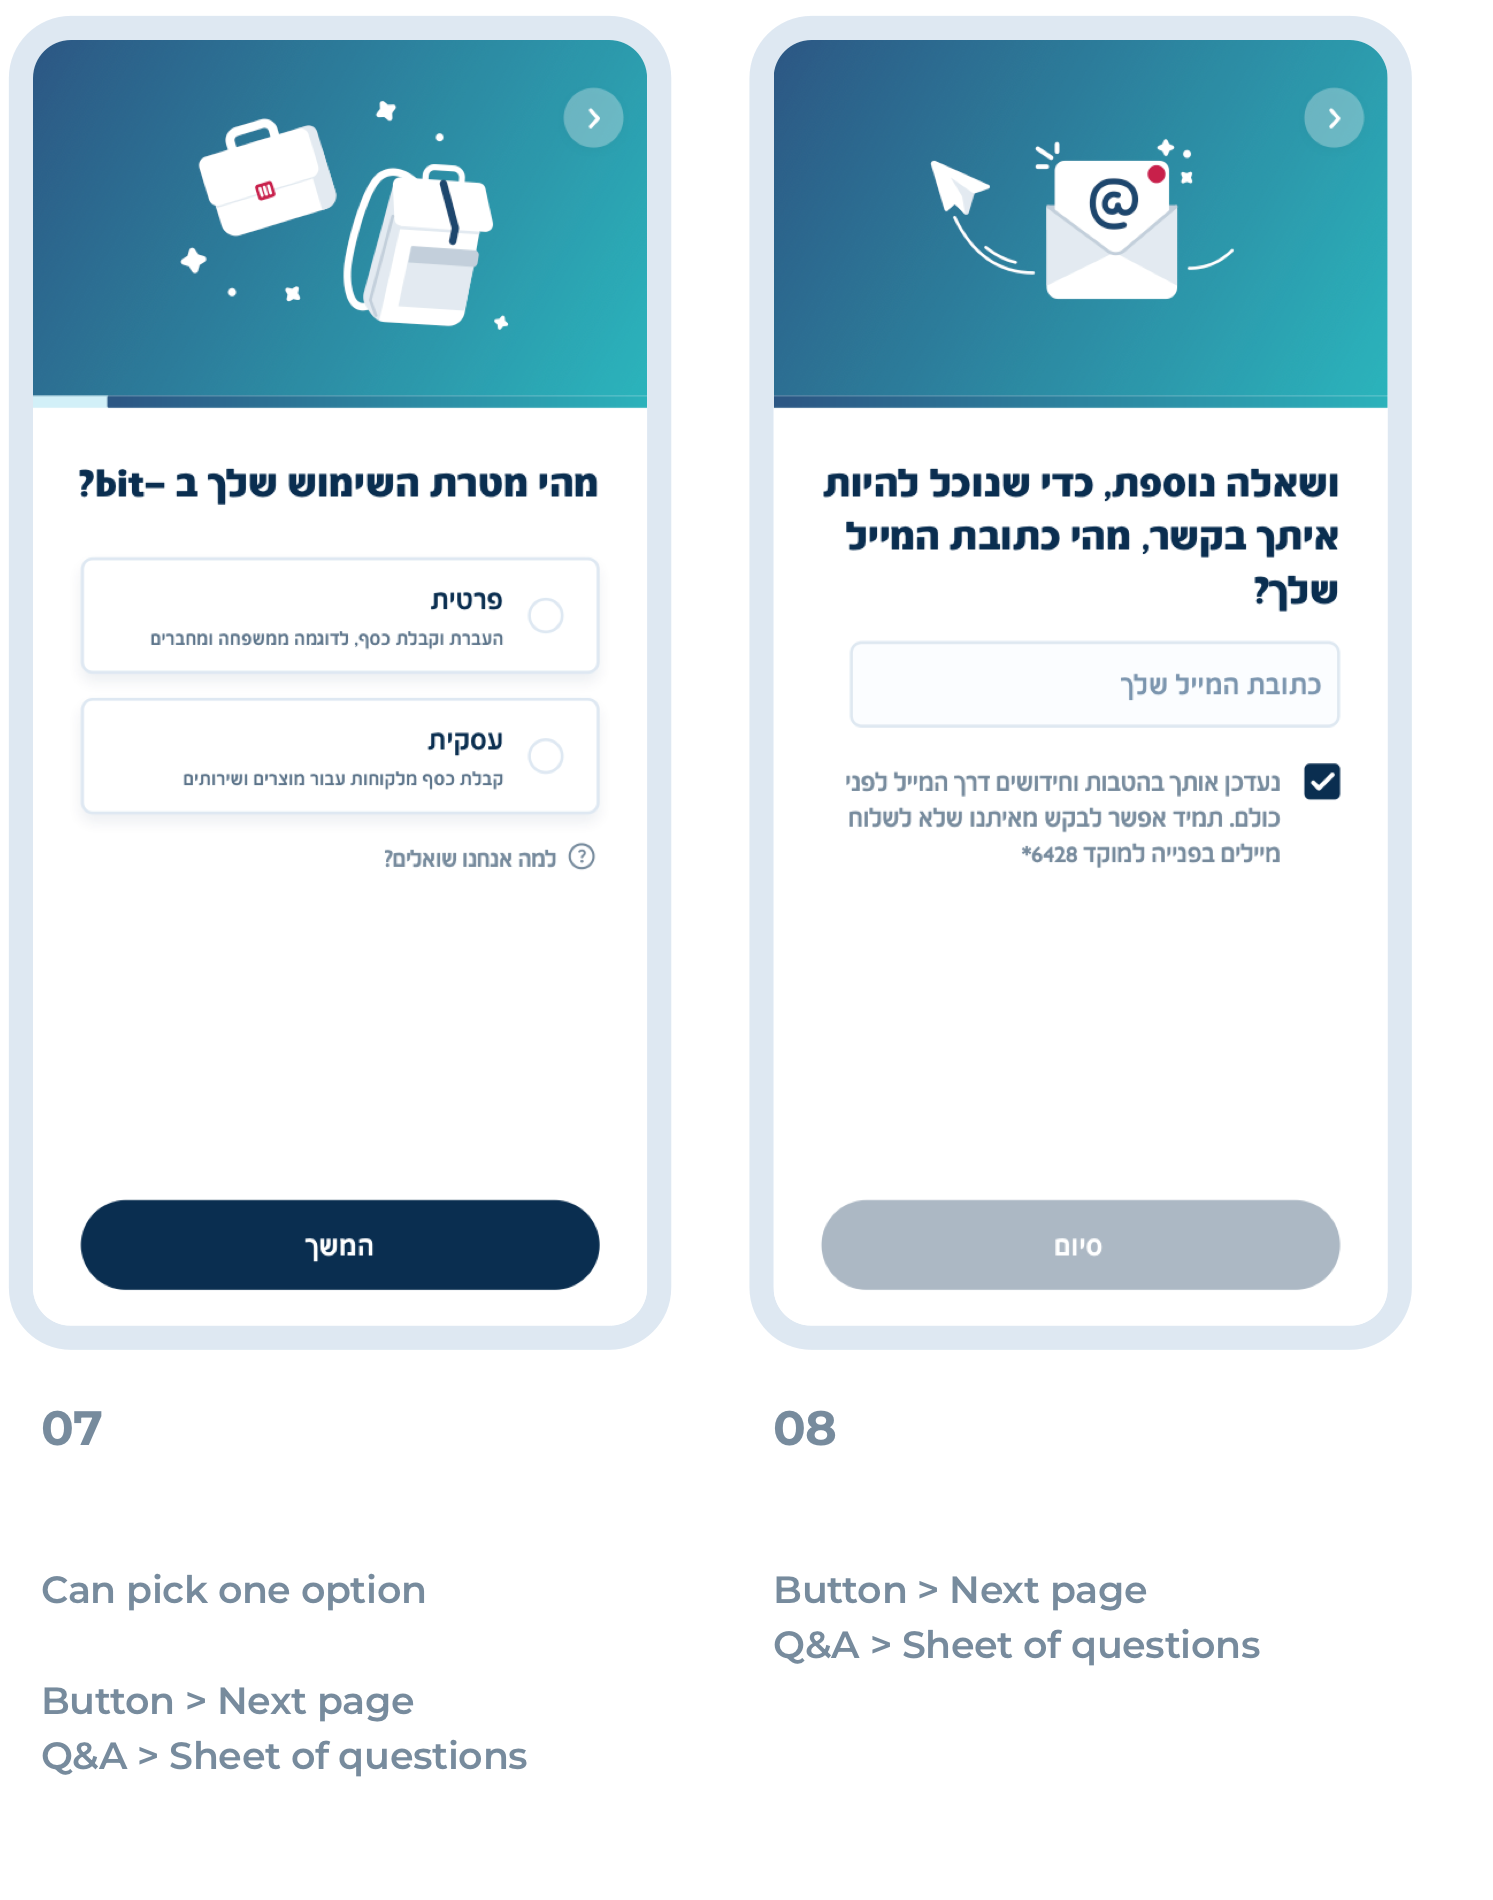 מהי מטרת השימוש שלך ב –bit?
פרטית
העברת וקבלת כסף, לדוגמה ממשפחה ומחברים
עסקית
קבלת כסף מלקוחות עבור מוצרים ושירותים
? למה אנחנו שואלים?
המשך
07
Can pick one option
Button > Next page
Q&A > Sheet of questions
@
ושאלה נוספת, כדי שנוכל להיות
איתך בקשר, מהי כתובת המייל
שלך?
כתובת המייל שלך
נעדכן אותך בהטבות וחידושים דרך המייל לפני
כולם. תמיד אפשר לבקש מאיתנו שלא לשלוח
מיילים בפנייה למוקד 6428*
סיום
08
Button > Next page
Q&A > Sheet of questions